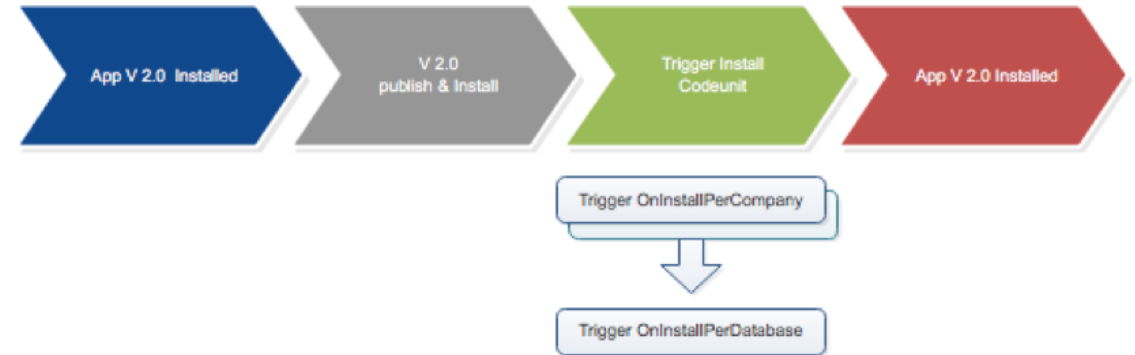 App V 2.0 Installed
V 2.0
publish & Install
Trigger Install
Codeunit
App V 2.0 Installed
Trigger OnInstallPerCompany
Trigger OnInstallPerDatabase